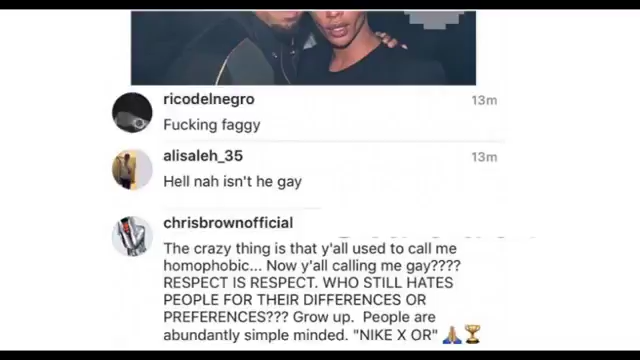 ricodelnegro 13m
Fucking faggy
alisaleh_35 13m
Hell nah isn't he gay
chrisbrownofficial
The crazy thing is that y'all used to call me
homophobic... Now y'all calling me gay????
RESPECT IS RESPECT. WHO STILL HATES
PEOPLE FOR THEIR DIFFERENCES OR
PREFERENCES??? Grow up. People are
abundantly simple minded. "NIKE X OR" 🙏🏽🏆